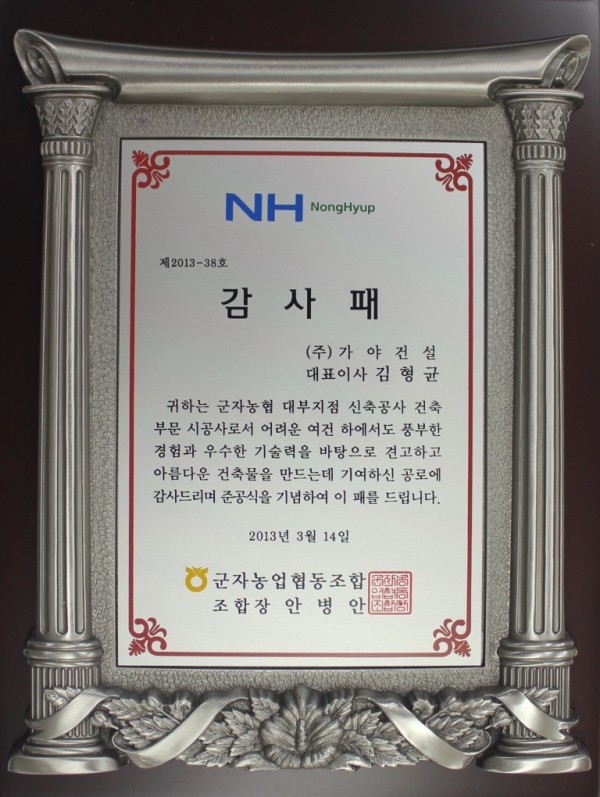 NH NongHyup
제2013-38호
감 사 패
(주) 가 야 건 설
대표이사 김 형 균
귀하는 군자농협 대부지점 신축공사 건축
부문 시공사로서 어려운 여건 하에서도 풍부한
경험과 우수한 기술력을 바탕으로 견고하고
아름다운 건축물을 만드는데 기여하신 공로에
감사드리며 준공식을 기념하여 이 패를 드립니다.
2013년 3월 14일
군자농업협동조합
조합장 안 병 안